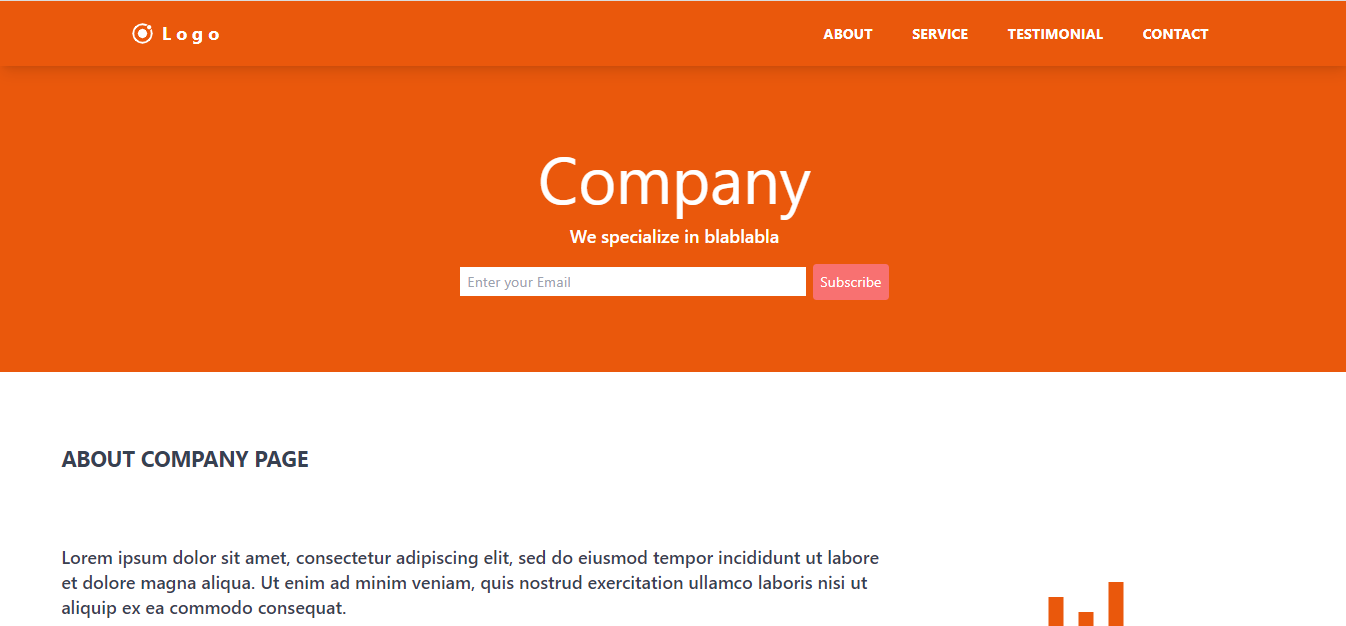 Logo
ABOUT SERVICE TESTIMONIAL CONTACT
Company
We specialize in blablabla
Enter your Email Subscribe
ABOUT COMPANY PAGE
Lorem ipsum dolor sit amet, consectetur adipiscing elit, sed do eiusmod tempor incididunt ut labore
et dolore magna aliqua. Ut enim ad minim veniam, quis nostrud exercitation ullamco laboris nisi ut
aliquip ex ea commodo consequat.